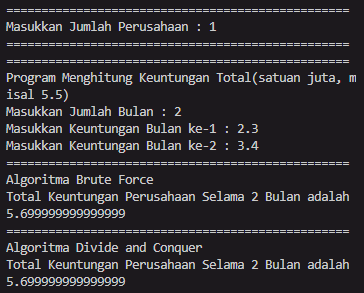 =================================================
Masukkan Jumlah Perusahaan : 1
=================================================
=================================================
Program Menghitung Keuntungan Total(satuan juta, m
isal 5.5)
Masukkan Jumlah Bulan : 2
Masukkan Keuntungan Bulan ke-1 : 2.3
Masukkan Keuntungan Bulan ke-2 : 3.4
=================================================
Algoritma Brute Force
Total Keuntungan Perusahaan Selama 2 Bulan adalah
5.699999999999999
=================================================
Algoritma Divide and Conquer
Total Keuntungan Perusahaan Selama 2 Bulan adalah
5.699999999999999